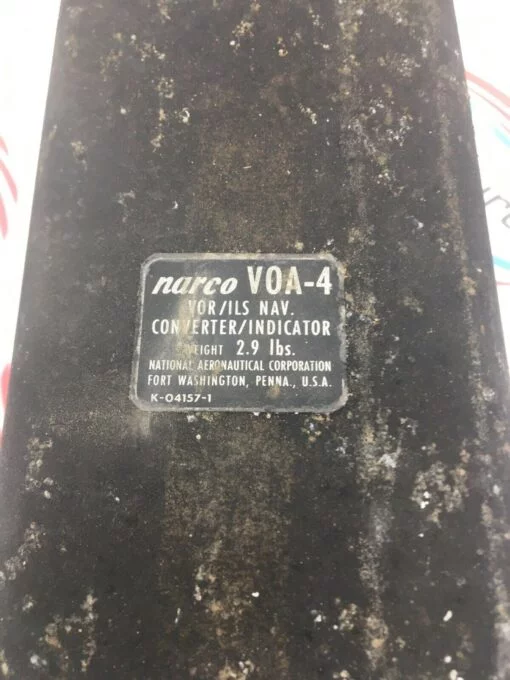 narco VOA-4
VOR/ILS NAV.
CONVERTER/INDICATOR
WEIGHT 2.9 lbs.
NATIONAL AERONAUTICAL CORPORATION
FORT WASHINGTON, PENNA., U.S.A.
K-04157-1